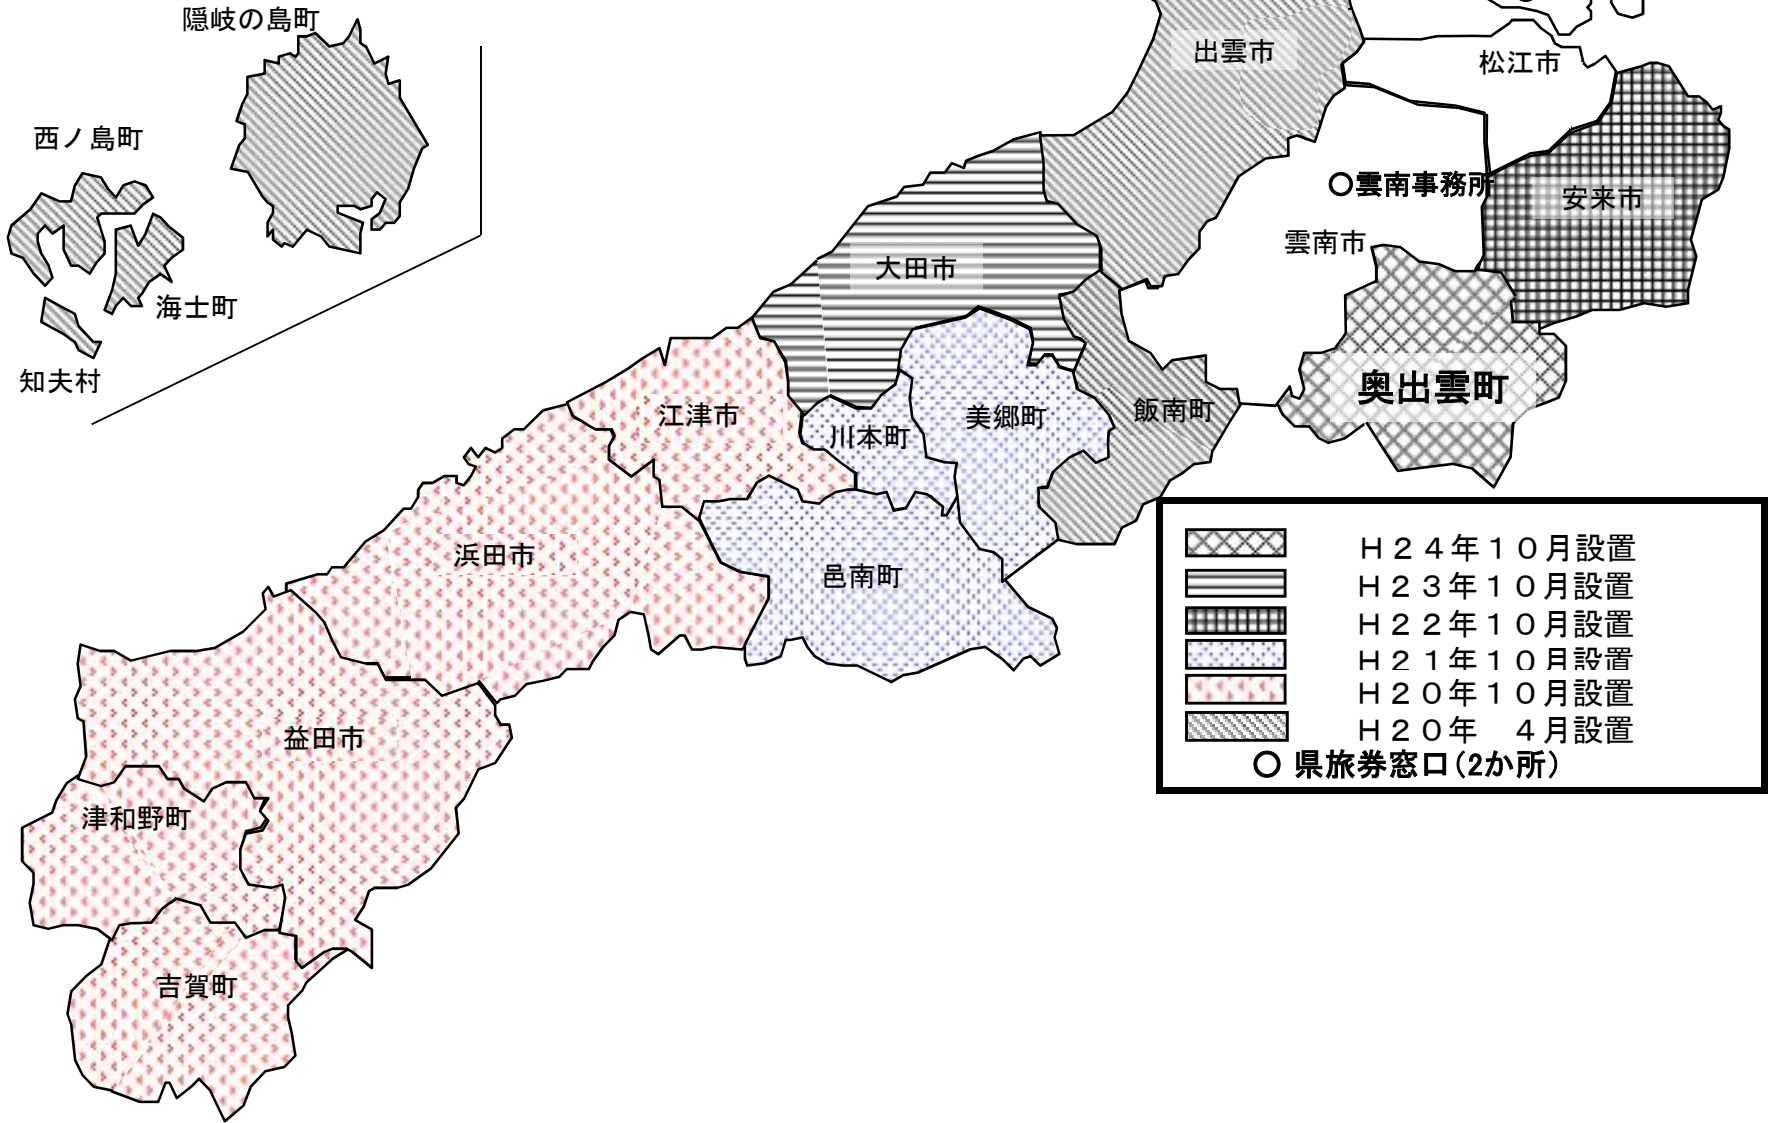 隠岐の島町
西ノ島町
海士町
知夫村
出雲市
松江市
○雲南事務所
安来市
雲南市
大田市
奥出雲町
江津市
川本町
美郷町
飯南町
浜田市
邑南町
益田市
津和野町
吉賀町
Ｈ２４年１０月設置
Ｈ２３年１０月設置
Ｈ２２年１０月設置
Ｈ２１年１０月設置
Ｈ２０年１０月設置
Ｈ２０年　４月設置
○ 県旅券窓口（2か所）